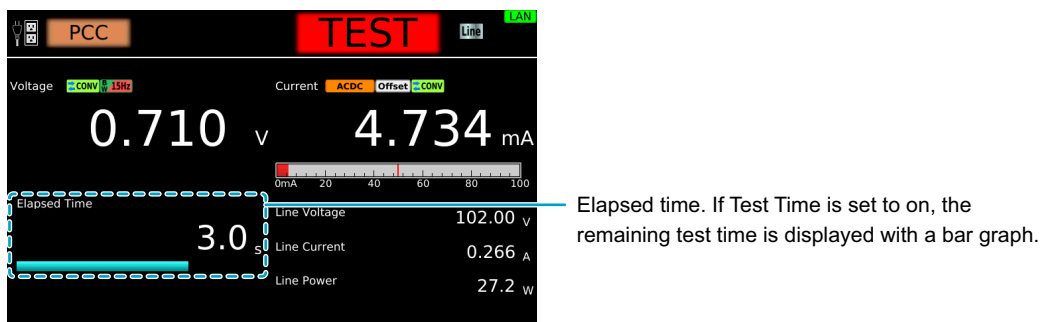 LAN
PCC
TEST
Line
Voltage CONV 15Hz
0.710 V
Current ACDC Offset CONV
4.734 mA
0mA 20 40 60 80 100
Elapsed Time
3.0 s
Line Voltage 102.00 V
Line Current 0.266 A
Line Power 27.2 W
Elapsed time. If Test Time is set to on, the
remaining test time is displayed with a bar graph.